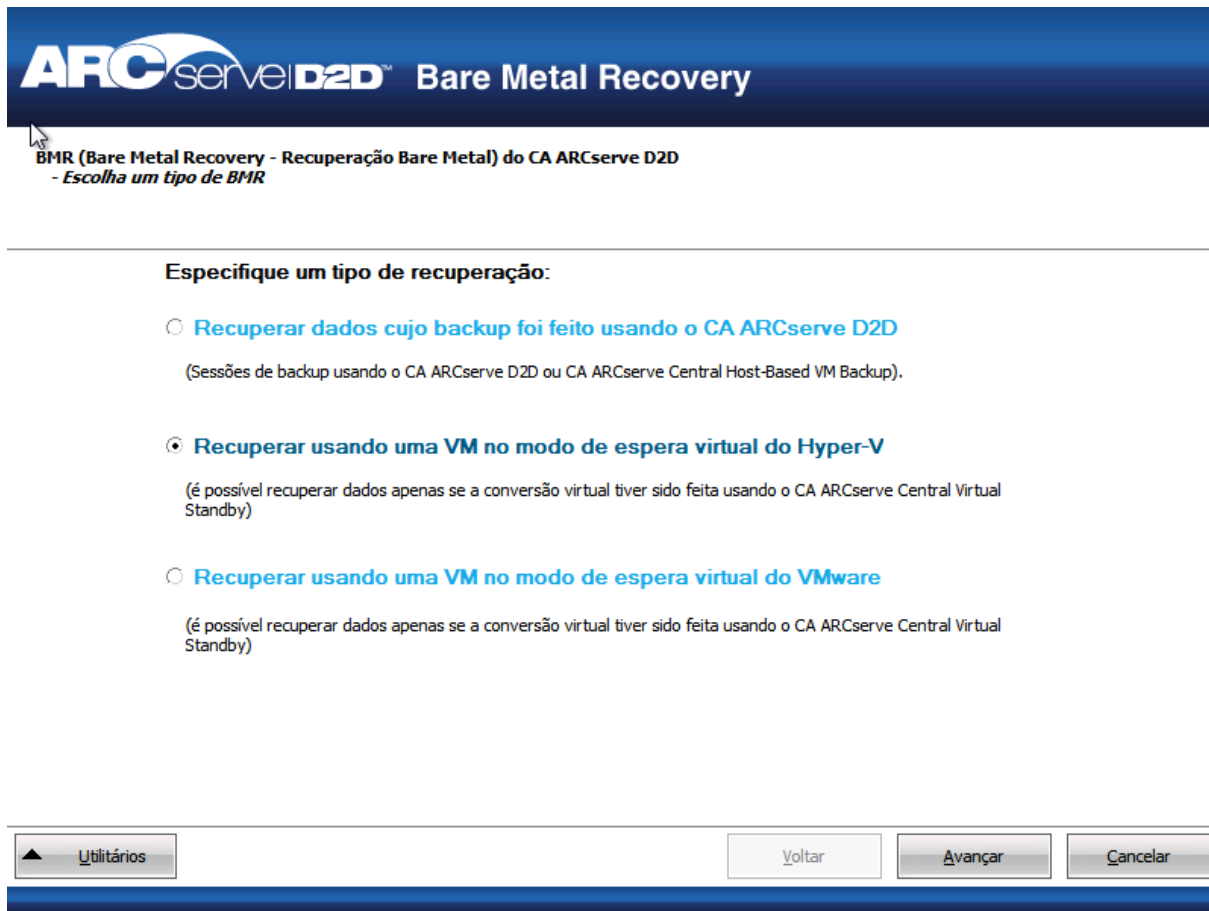 ARCserve D2D™ Bare Metal Recovery
BMR (Bare Metal Recovery - Recuperação Bare Metal) do CA ARCserve D2D
- Escolha um tipo de BMR
Especifique um tipo de recuperação:
Recuperar dados cujo backup foi feito usando o CA ARCserve D2D
(Sessões de backup usando o CA ARCserve D2D ou CA ARCserve Central Host-Based VM Backup).
Recuperar usando uma VM no modo de espera virtual do Hyper-V
(é possível recuperar dados apenas se a conversão virtual tiver sido feita usando o CA ARCserve Central Virtual
Standby)
Recuperar usando uma VM no modo de espera virtual do VMware
(é possível recuperar dados apenas se a conversão virtual tiver sido feita usando o CA ARCserve Central Virtual
Standby)
Utilitários Voltar Avançar Cancelar